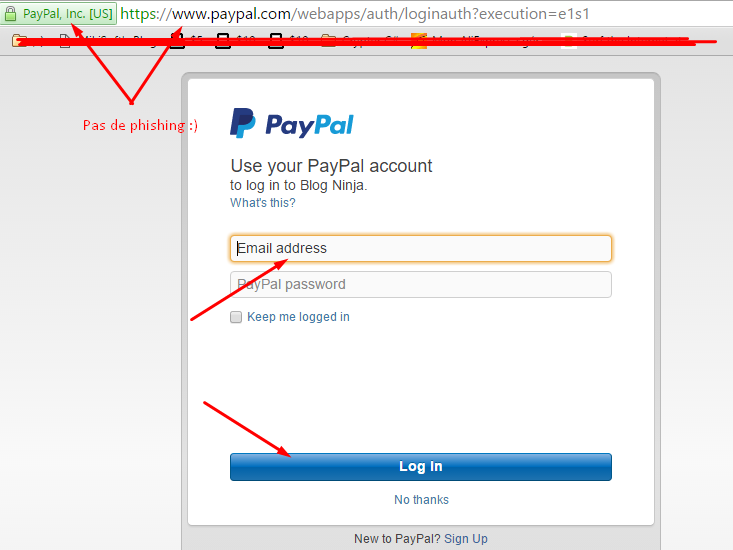 PayPal, Inc. [US] https://www.paypal.com/webapps/auth/loginauth?execution=e1s1
Pas de phishing :)
PayPal
Use your PayPal account
to log in to Blog Ninja.
What's this?
Email address
PayPal password
Keep me logged in
Log In
No thanks
New to PayPal? Sign Up